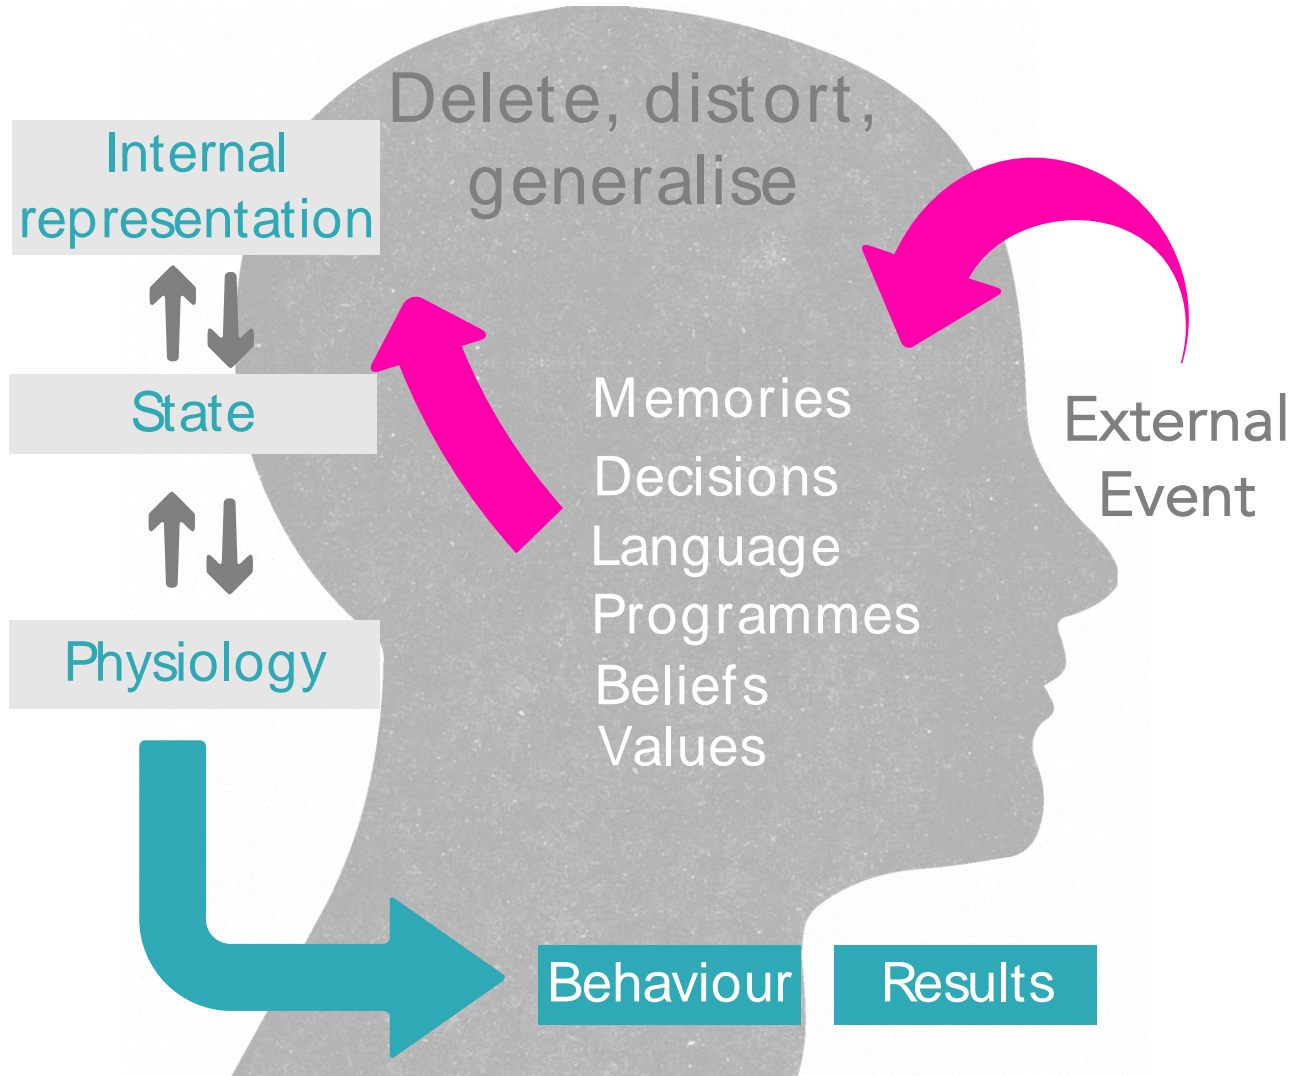 Delete, distort,
generalise
Internal
representation
State
Physiology
Memories
Decisions
Language
Programmes
Beliefs
Values
External
Event
Behaviour
Results